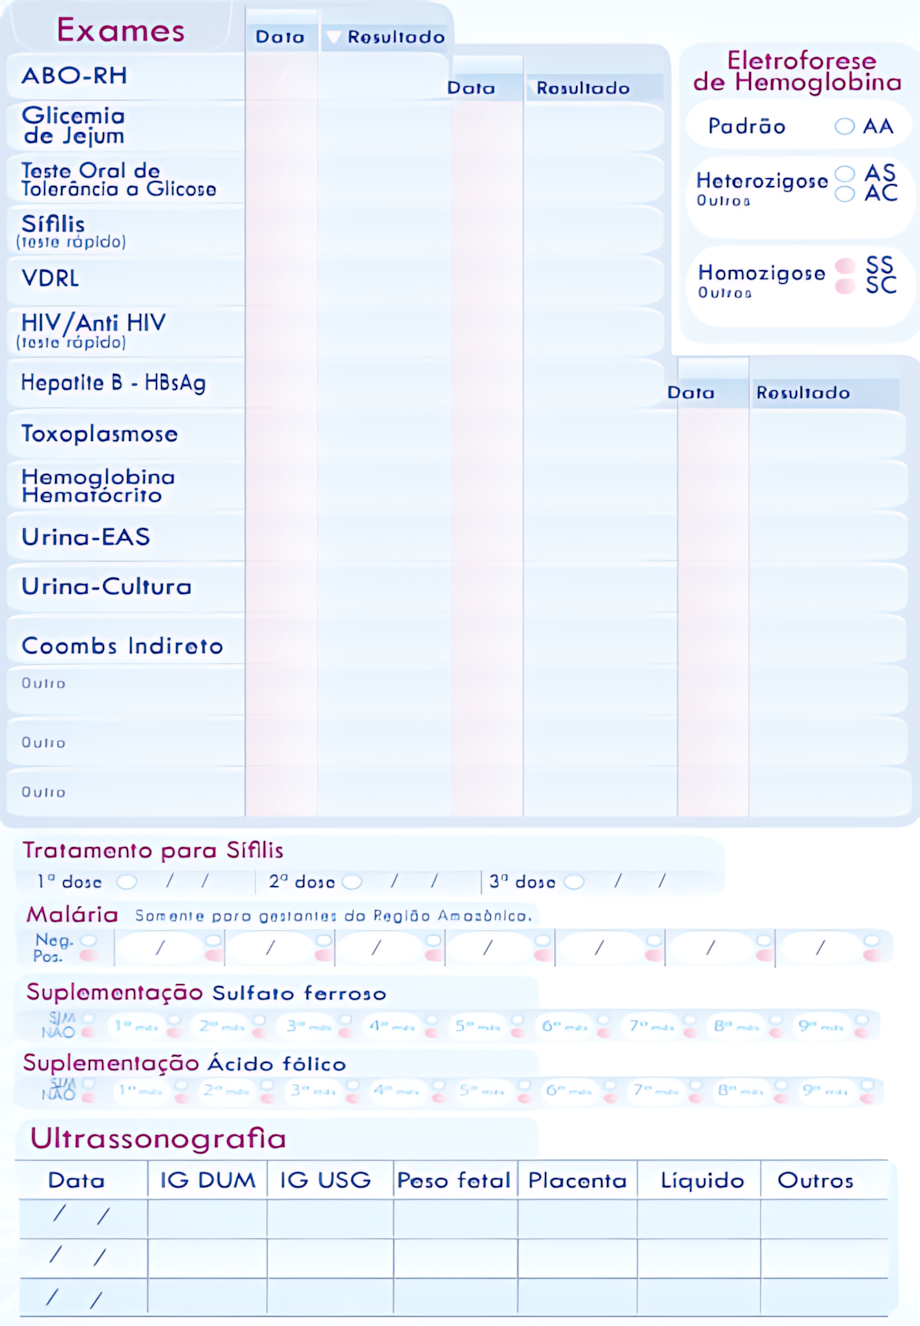 Exames
Data Resultado
ABO-RH
Data Resultado
Glicemia
de Jejum
Teste Oral de
Tolerância a Glicose
Sífilis
(teste rápido)
VDRL
HIV/Anti HIV
(teste rápido)
Hepatite B - HBsAg
Data Resultado
Toxoplasmose
Hemoglobina
Hematócrito
Urina-EAS
Urina-Cultura
Coombs Indireto
Outro
Outro
Outro
Eletroforese
de Hemoglobina
Padrão AA
Heterozigose AS
Outros AC
Homozigose SS
Outros SC
Tratamento para Sífilis
1ª dose / / 2ª dose / / 3ª dose / /
Malária Somente para gestantes da Região Amazônica.
Neg.
Pos. / / / / / / /
Suplementação Sulfato ferroso
SIM
NÃO 1º mês 2º mês 3º mês 4º mês 5º mês 6º mês 7º mês 8º mês 9º mês
Suplementação Ácido fólico
SIM
NÃO 1º mês 2º mês 3º mês 4º mês 5º mês 6º mês 7º mês 8º mês 9º mês
Ultrassonografia
Data IG DUM IG USG Peso fetal Placenta Líquido Outros
/ /
/ /
/ /